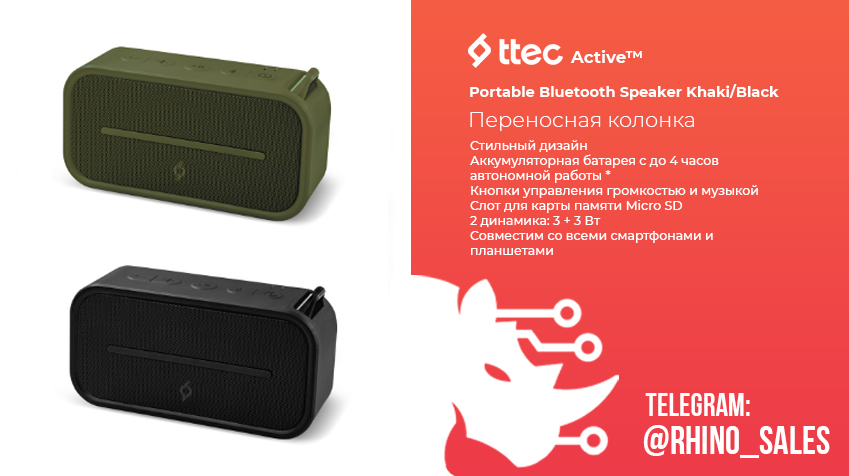 ttec Active™
Portable Bluetooth Speaker Khaki/Black
Переносная колонка
Стильный дизайн
Аккумуляторная батарея с до 4 часов
автономной работы *
Кнопки управления громкостью и музыкой
Слот для карты памяти Micro SD
2 динамика: 3 + 3 Вт
Совместим со всеми смартфонами и
планшетами
TELEGRAM:
@RHINO_SALES